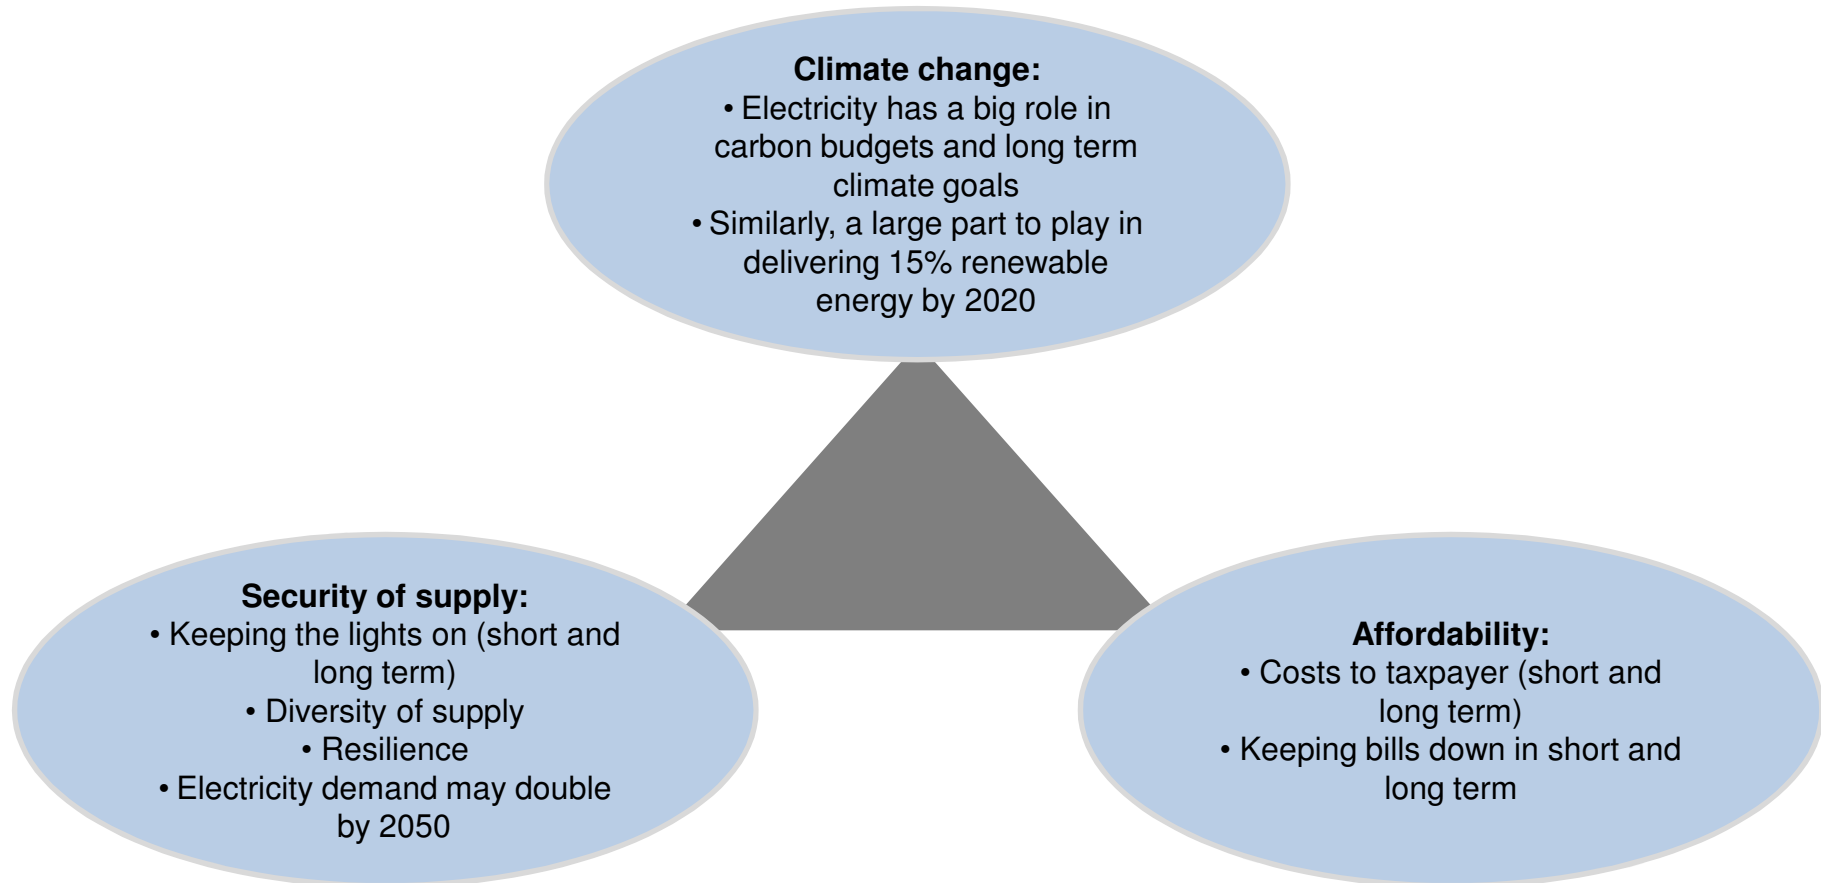 Climate change:
• Electricity has a big role in
carbon budgets and long term
climate goals
• Similarly, a large part to play in
delivering 15% renewable
energy by 2020
Security of supply:
• Keeping the lights on (short and
long term)
• Diversity of supply
• Resilience
• Electricity demand may double
by 2050
Affordability:
• Costs to taxpayer (short and
long term)
• Keeping bills down in short and
long term